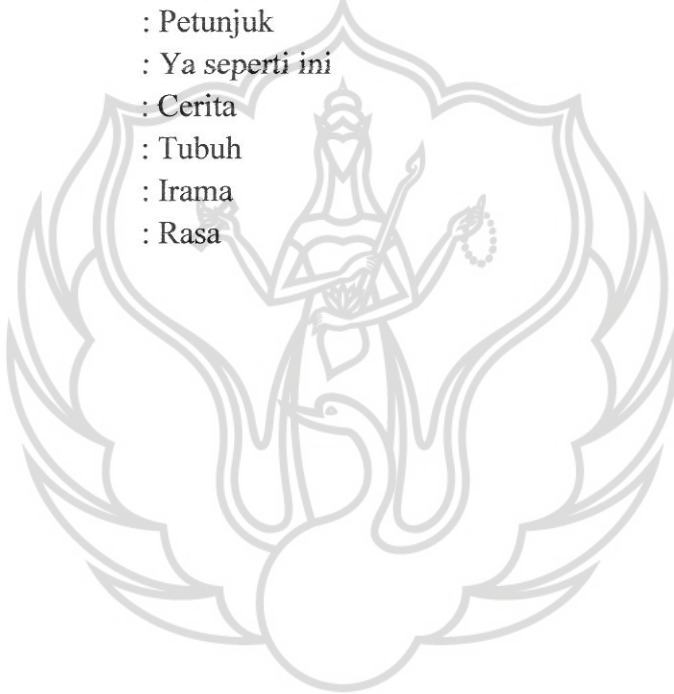 : Petunjuk
: Ya seperti ini
: Cerita
: Tubuh
: Irama
: Rasa